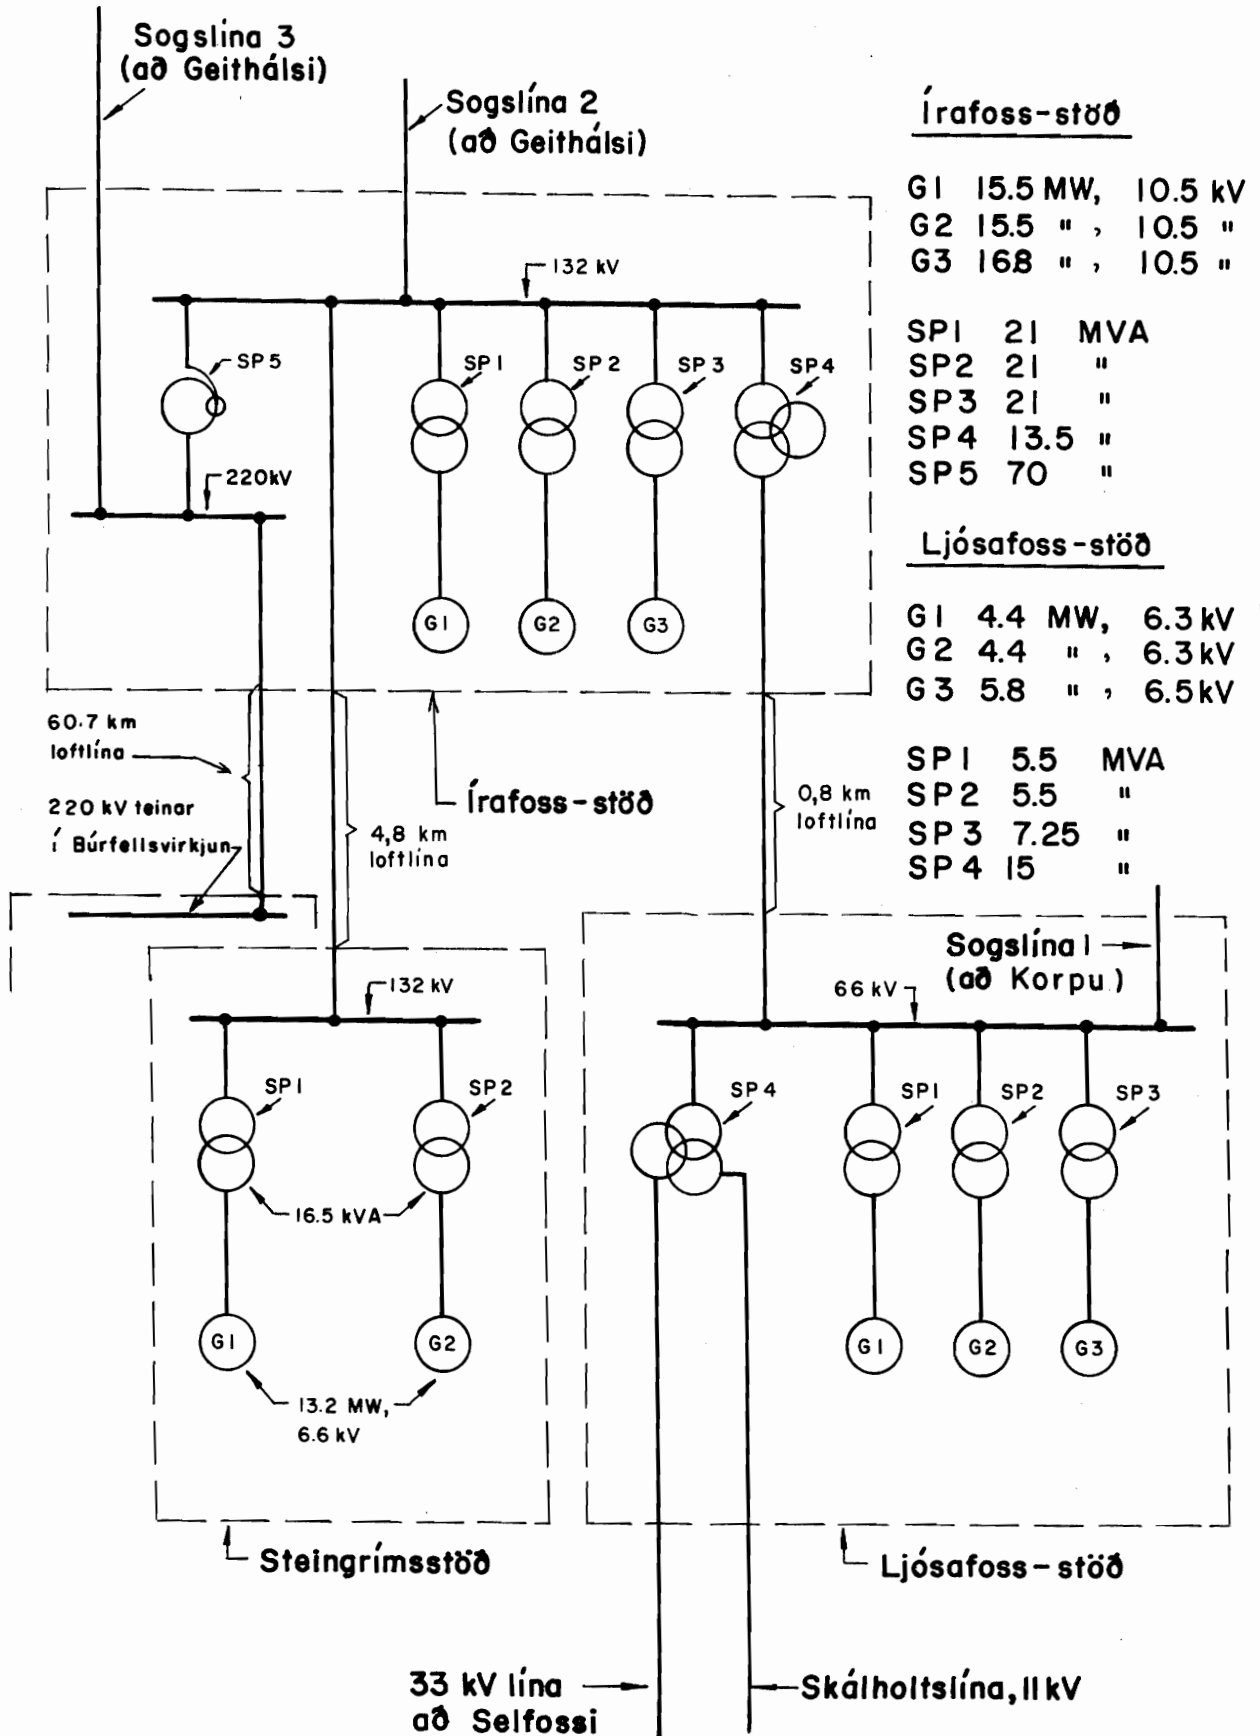 Sogslína 3
(að Geithálsi)
Sogslína 2
(að Geithálsi)
132 kV
SP5
SP1
SP2
SP3
SP4
220kV
G1
G2
G3
60.7 km
loftlína
220 kV teinar
í Búrfellsvirkjun
4,8 km
loftlína
Írafoss-stöð
0,8 km
loftlína
Írafoss-stöð
G1 15.5 MW, 10.5 kV
G2 15.5 " , 10.5 "
G3 168 " , 10.5 "
SP1 21 MVA
SP2 21 "
SP3 21 "
SP4 13.5 "
SP5 70 "
Ljósafoss-stöð
G1 4.4 MW, 6.3 kV
G2 4.4 " , 6.3 kV
G3 5.8 " , 6.5 kV
SP1 5.5 MVA
SP2 5.5 "
SP3 7.25 "
SP4 15 "
132 kV
SP1
SP2
16.5 kVA
G1
G2
13.2 MW,
6.6 kV
Steingrímsstöð
Sogslína 1
(að Korpu)
66 kV
SP4
SP1
SP2
SP3
G1
G2
G3
Ljósafoss-stöð
33 kV lína
að Selfossi
Skálholtslína, 11 kV